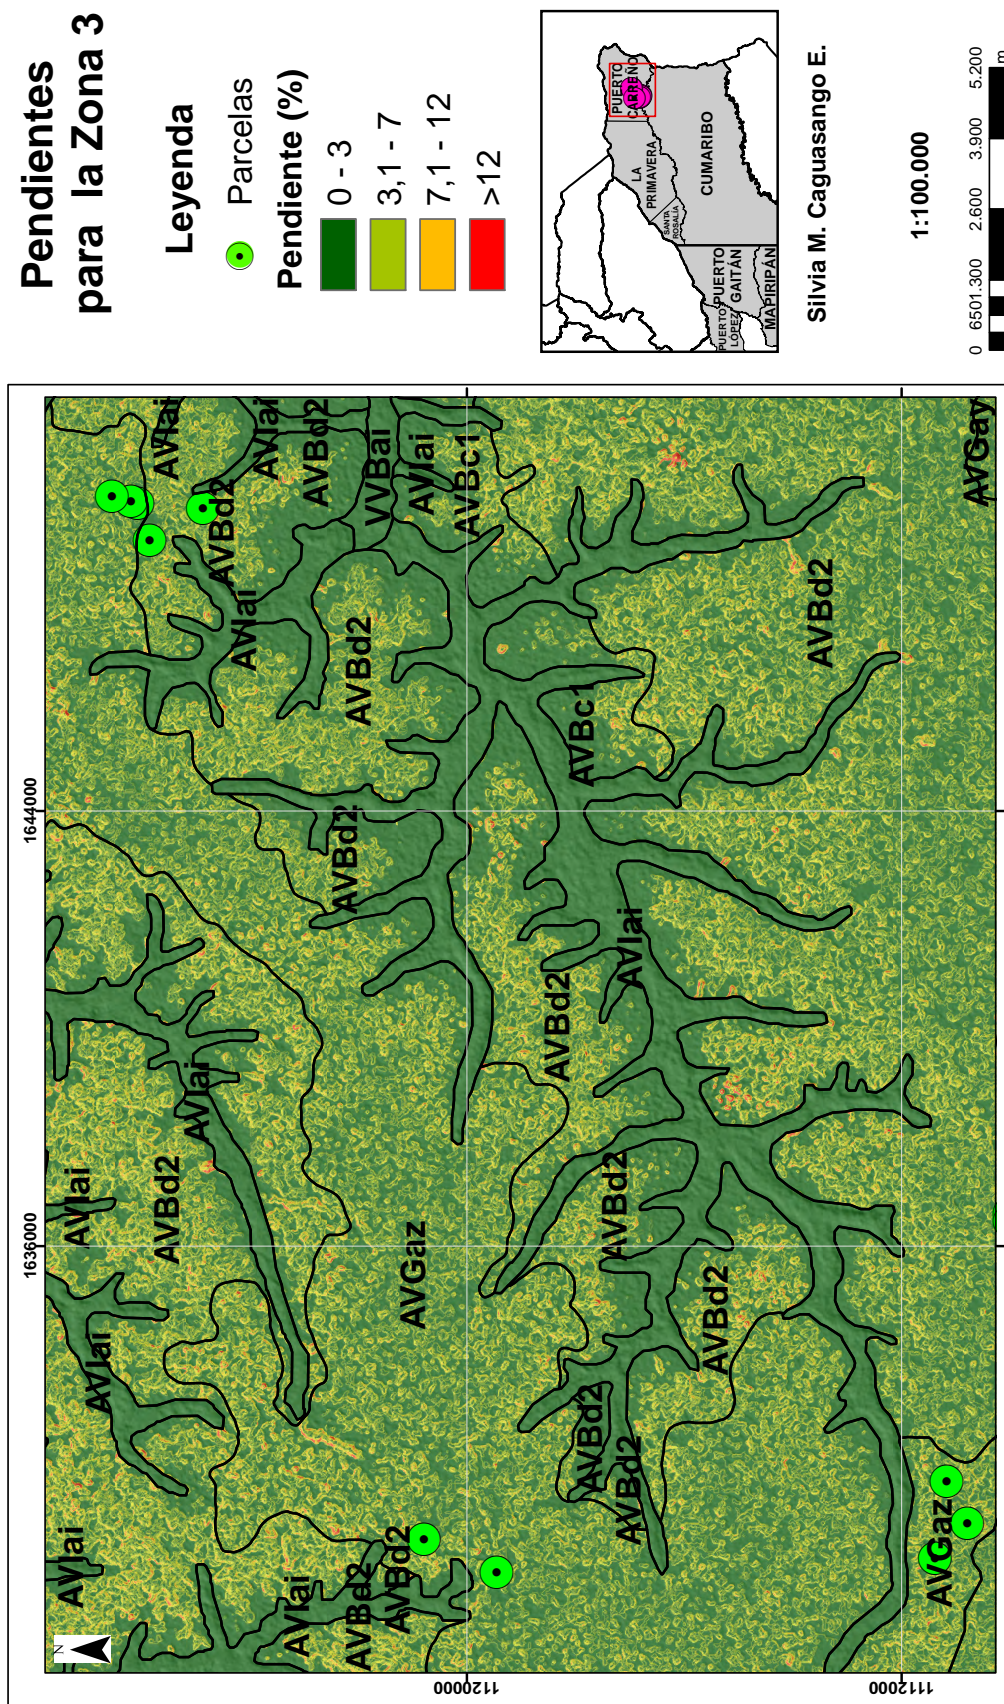 Pendientes
para la Zona 3
Leyenda
Parcelas
Pendiente (%)
0 - 3
3,1 - 7
7,1 - 12
>12
PUERTO
CARREÑO
LA
PRIMAVERA
SANTA
ROSALÍA
CUMARIBO
PUERTO
GAITÁN
PUERTO
LÓPEZ
MAPIRIPÁN
Silvia M. Caguasango E.
1:100.000
0 650 1.300 2.600 3.900 5.200
m
1636000
1644000
1120000
1112000
N
AVIai
AVIai
AVIai
AVBd2
AVIai
AVIai
AVIai
AVBd2
AVBd2
AVIai
AVBd2
VVBai
AVIai
AVBc1
AVIai
AVBd2
AVBd2
AVBd2
AVBd2
AVGaz
AVBc1
AVBd2
AVIai
AVBd2
AVBd2
AVBd2
AVBd2
AVBd2
AVGaz
AVGay